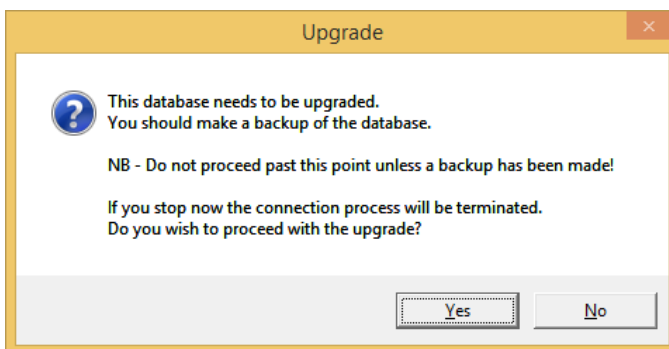 Upgrade
This database needs to be upgraded.
You should make a backup of the database.
NB - Do not proceed past this point unless a backup has been made!
If you stop now the connection process will be terminated.
Do you wish to proceed with the upgrade?
Yes
No